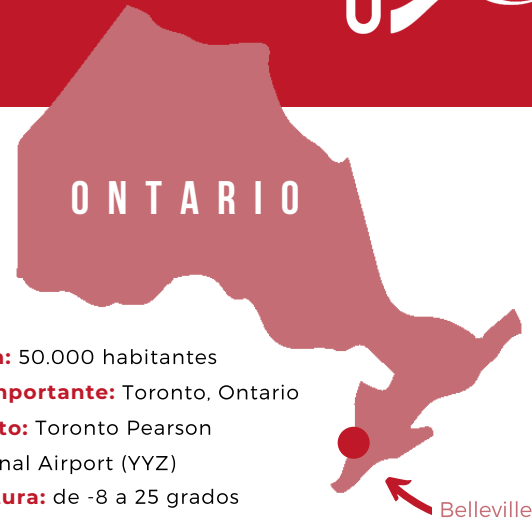 ONTARIO
: 50.000 habitantes
mportante: Toronto, Ontario
to: Toronto Pearson
nal Airport (YYZ)
ura: de -8 a 25 grados
Belleville